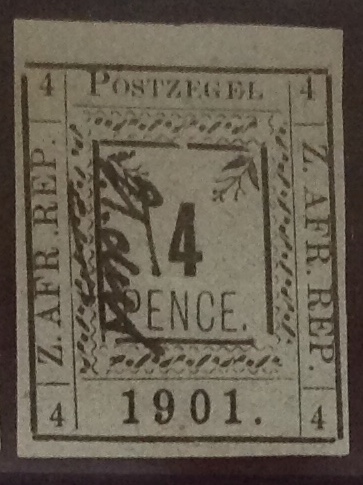 4 POSTZEGEL 4
Z. AFR. REP.
4
PENCE.
Z. AFR. REP.
4 1901. 4